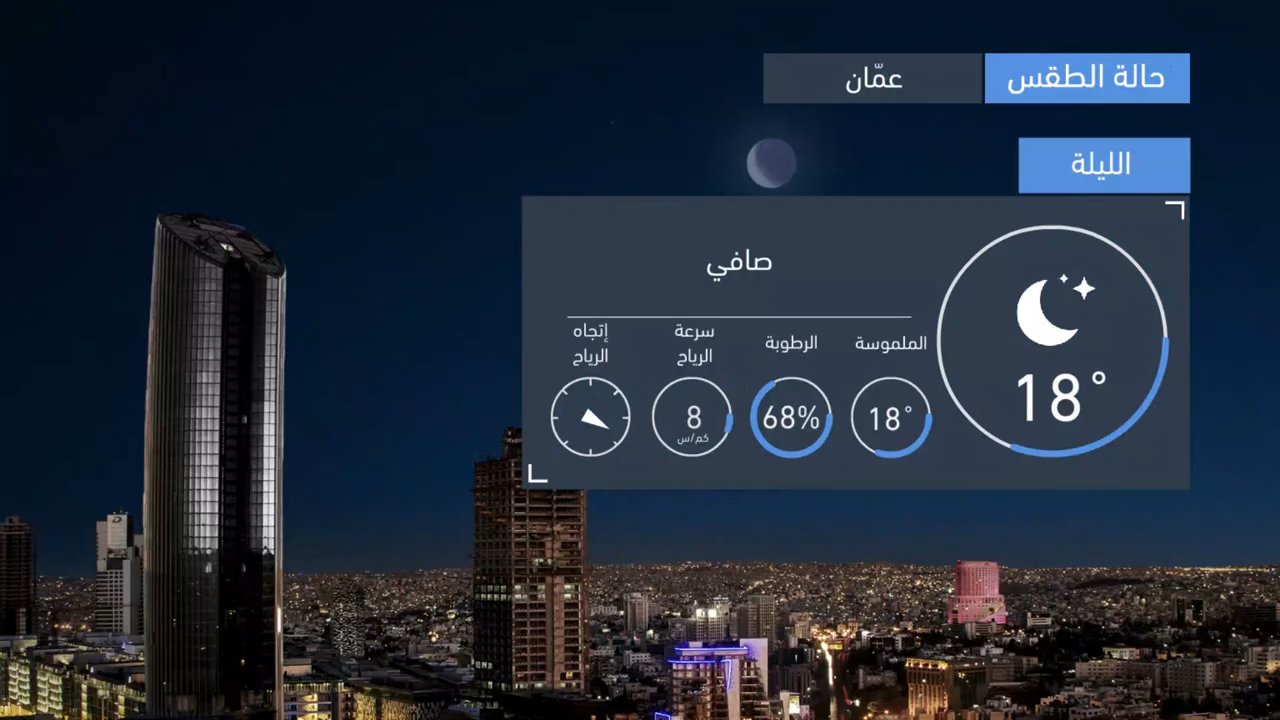 حالة الطقس
عمّان
الليلة
صافي
18°
الملموسة
18°
الرطوبة
68%
سرعة
الرياح
8
كم/س
إتجاه
الرياح